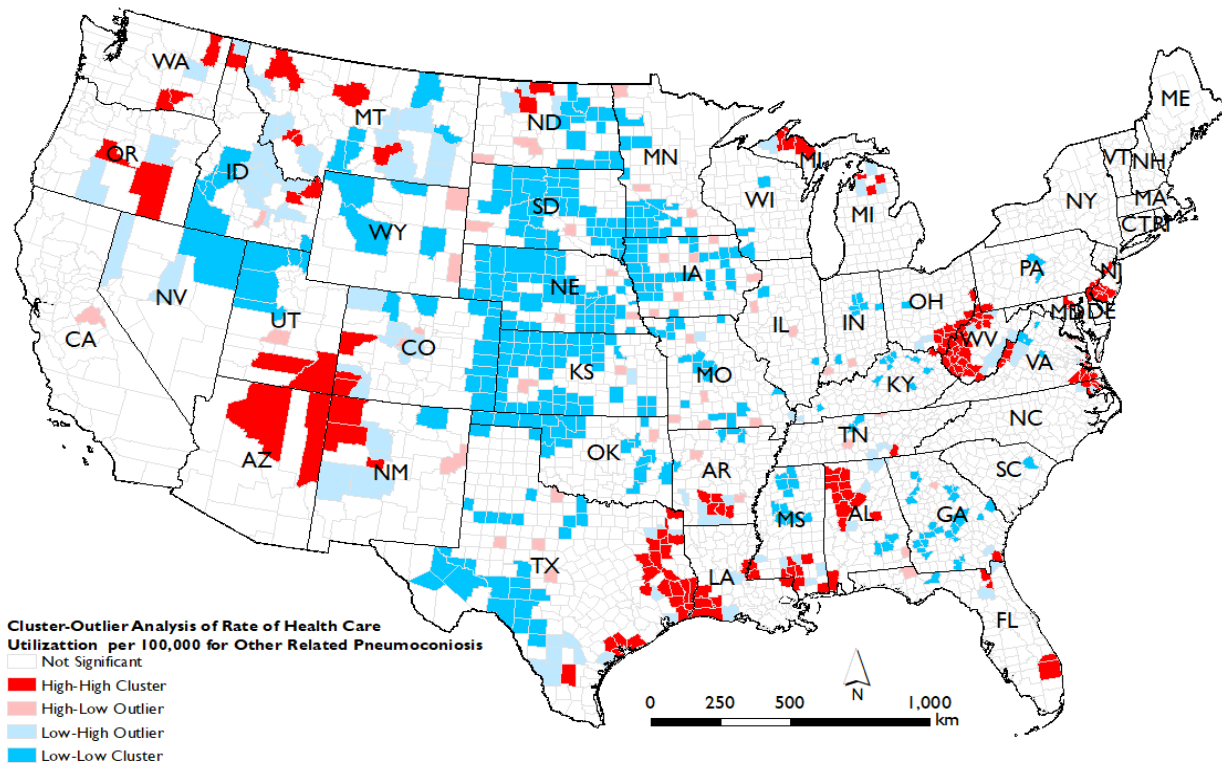 WA
MT
ND
MN
ME
OR
ID
SD
WI
MI
MI
VT
NH
NY
MA
CT
RI
WY
NE
IA
PA
NJ
NV
UT
CO
KS
MO
IL
IN
OH
MD
DE
WV
VA
CA
KY
AZ
NM
OK
AR
TN
NC
SC
TX
LA
MS
AL
GA
FL
Cluster-Outlier Analysis of Rate of Health Care
Utilizattion per 100,000 for Other Related Pneumoconiosis
Not Significant
High-High Cluster
High-Low Outlier
Low-High Outlier
Low-Low Cluster
N
0 250 500 1,000
km